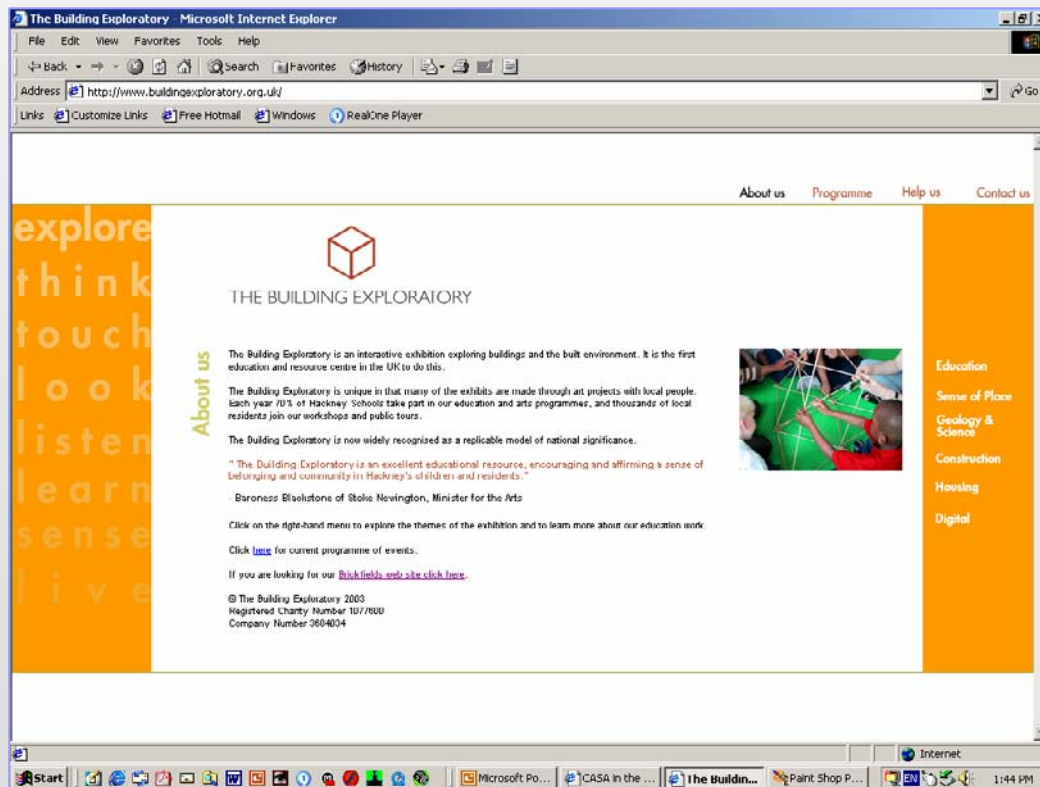 The Building Exploratory - Microsoft Internet Explorer
File Edit View Favorites Tools Help
Back Search Favorites History
Address http://www.buildingexploratory.org.uk/ Go
Links Customize Links Free Hotmail Windows RealOne Player
About us Programme Help us Contact us
explore
think
touch
look
listen
learn
sense
live
THE BUILDING EXPLORATORY
About us
The Building Exploratory is an interactive exhibition exploring buildings and the built environment. It is the first
education and resource centre in the UK to do this.
The Building Exploratory is unique in that many of the exhibits are made through art projects with local people.
Each year 70% of Hackney Schools take part in our education and arts programmes, and thousands of local
residents join our workshops and public tours.
The Building Exploratory is now widely recognised as a replicable model of national significance.
" The Building Exploratory is an excellent educational resource, encouraging and affirming a sense of
belonging and community in Hackney's children and residents."
- Baroness Blackstone of Stoke Newington, Minister for the Arts
Click on the right-hand menu to explore the themes of the exhibition and to learn more about our education work.
Click here for current programme of events.
If you are looking for our Brickfields web site click here.
© The Building Exploratory 2003
Registered Charity Number
Company Number
Education
Sense of Place
Geology &
Science
Construction
Housing
Digital
Internet
Start Microsoft Po... CASA in the ... The Buildin... Paint Shop P... EN 1:44 PM